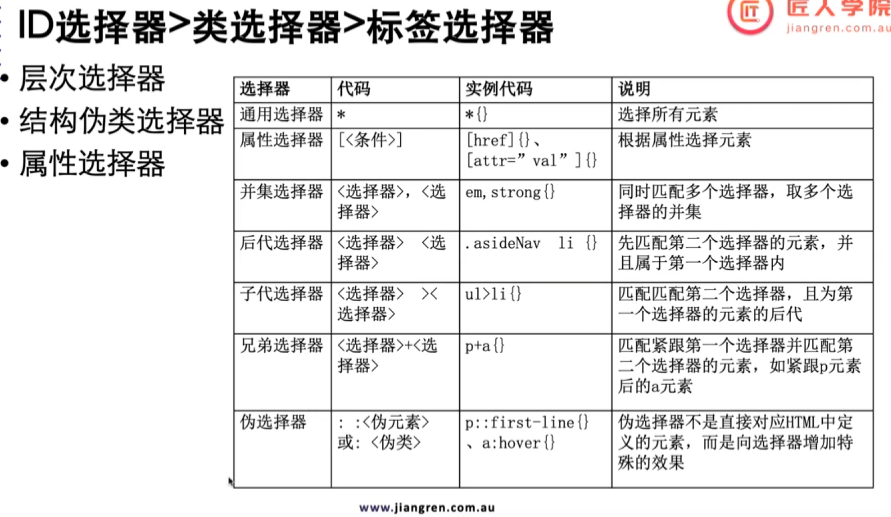 ID选择器>类选择器>标签选择器
匠人学院
jiangren.com.au
• 层次选择器
• 结构伪类选择器
• 属性选择器
选择器 代码 实例代码 说明
通用选择器 * *{} 选择所有元素
属性选择器 [<条件>] [href]{}、 根据属性选择元素
[attr=”val”]{}
并集选择器 <选择器>，<选 em,strong{} 同时匹配多个选择器，取多个选
择器> 择器的并集
后代选择器 <选择器> <选 .asideNav li {} 先匹配第二个选择器的元素，并
择器> 且属于第一个选择器内
子代选择器 <选择器> >< ul>li{} 匹配匹配第二个选择器，且为第
选择器> 一个选择器的元素的后代
兄弟选择器 <选择器>+<选 p+a{} 匹配紧跟第一个选择器并匹配第
择器> 二个选择器的元素，如紧跟p元素
后的a元素
伪选择器 : :<伪元素> p::first-line{} 伪选择器不是直接对应HTML中定
或: <伪类> 、a:hover{} 义的元素，而是向选择器增加特
殊的效果
www.jiangren.com.au